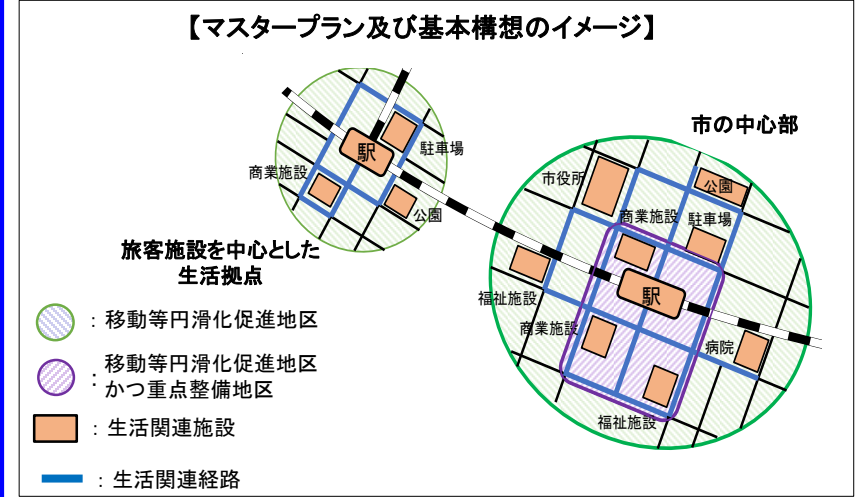 【マスタープラン及び基本構想のイメージ】
市の中心部
駅
駐車場
商業施設
公園
旅客施設を中心とした
生活拠点
市役所
公園
商業施設
駐車場
福祉施設
駅
商業施設
病院
福祉施設
：移動等円滑化促進地区
：移動等円滑化促進地区
かつ重点整備地区
：生活関連施設
：生活関連経路